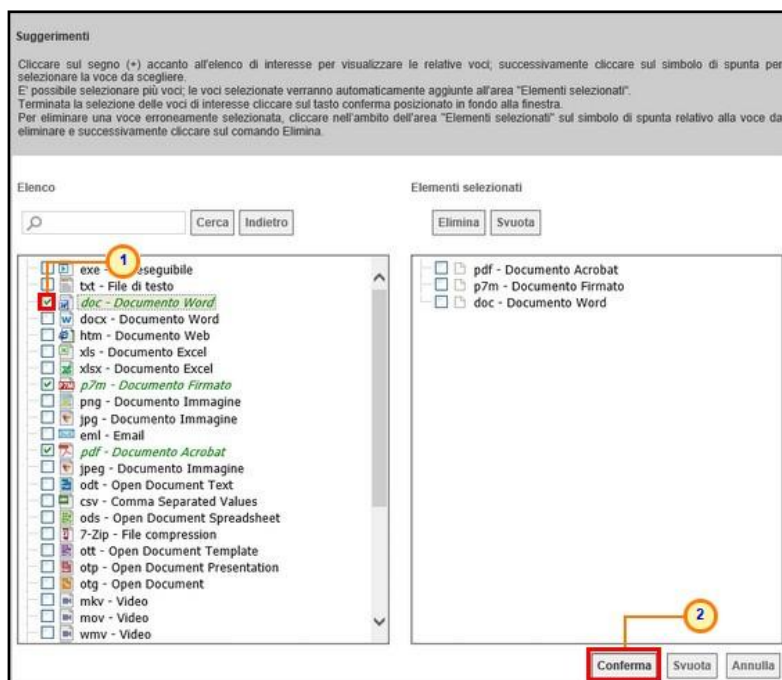 Suggerimenti
Cliccare sul segno (+) accanto all'elenco di interesse per visualizzare le relative voci; successivamente cliccare sul simbolo di spunta per
selezionare la voce da scegliere.
E' possibile selezionare più voci; le voci selezionate verranno automaticamente aggiunte all'area "Elementi selezionati".
Terminata la selezione delle voci di interesse cliccare sul tasto conferma posizionato in fondo alla finestra.
Per eliminare una voce erroneamente selezionata, cliccare nell'ambito dell'area "Elementi selezionati" sul simbolo di spunta relativo alla voce da
eliminare e successivamente cliccare sul comando Elimina.
Elenco
Cerca Indietro
1
exe - eseguibile
txt - File di testo
doc - Documento Word
docx - Documento Word
htm - Documento Web
xls - Documento Excel
xlsx - Documento Excel
p7m - Documento Firmato
png - Documento Immagine
jpg - Documento Immagine
eml - Email
pdf - Documento Acrobat
jpeg - Documento Immagine
odt - Open Document Text
csv - Comma Separated Values
ods - Open Document Spreadsheet
7-Zip - File compression
ott - Open Document Template
otp - Open Document Presentation
otg - Open Document
mkv - Video
mov - Video
wmv - Video
Elementi selezionati
Elimina Svuota
pdf - Documento Acrobat
p7m - Documento Firmato
doc - Documento Word
2
Conferma Svuota Annulla